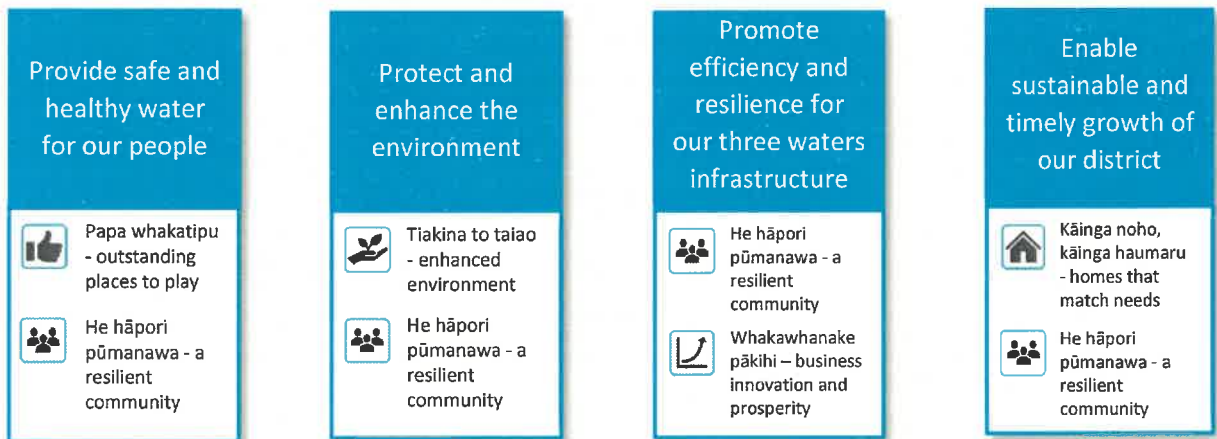 Provide safe and
healthy water
for our people
Papa whakatipu
- outstanding
places to play
He hāpori
pūmanawa - a
resilient
community
Protect and
enhance the
environment
Tiakina to taiao
- enhanced
environment
He hāpori
pūmanawa - a
resilient
community
Promote
efficiency and
resilience for
our three waters
infrastructure
He hāpori
pūmanawa - a
resilient
community
Whakawhanake
pākihi – business
innovation and
prosperity
Enable
sustainable and
timely growth of
our district
Kāinga noho,
kāinga haumaru
- homes that
match needs
He hāpori
pūmanawa - a
resilient
community